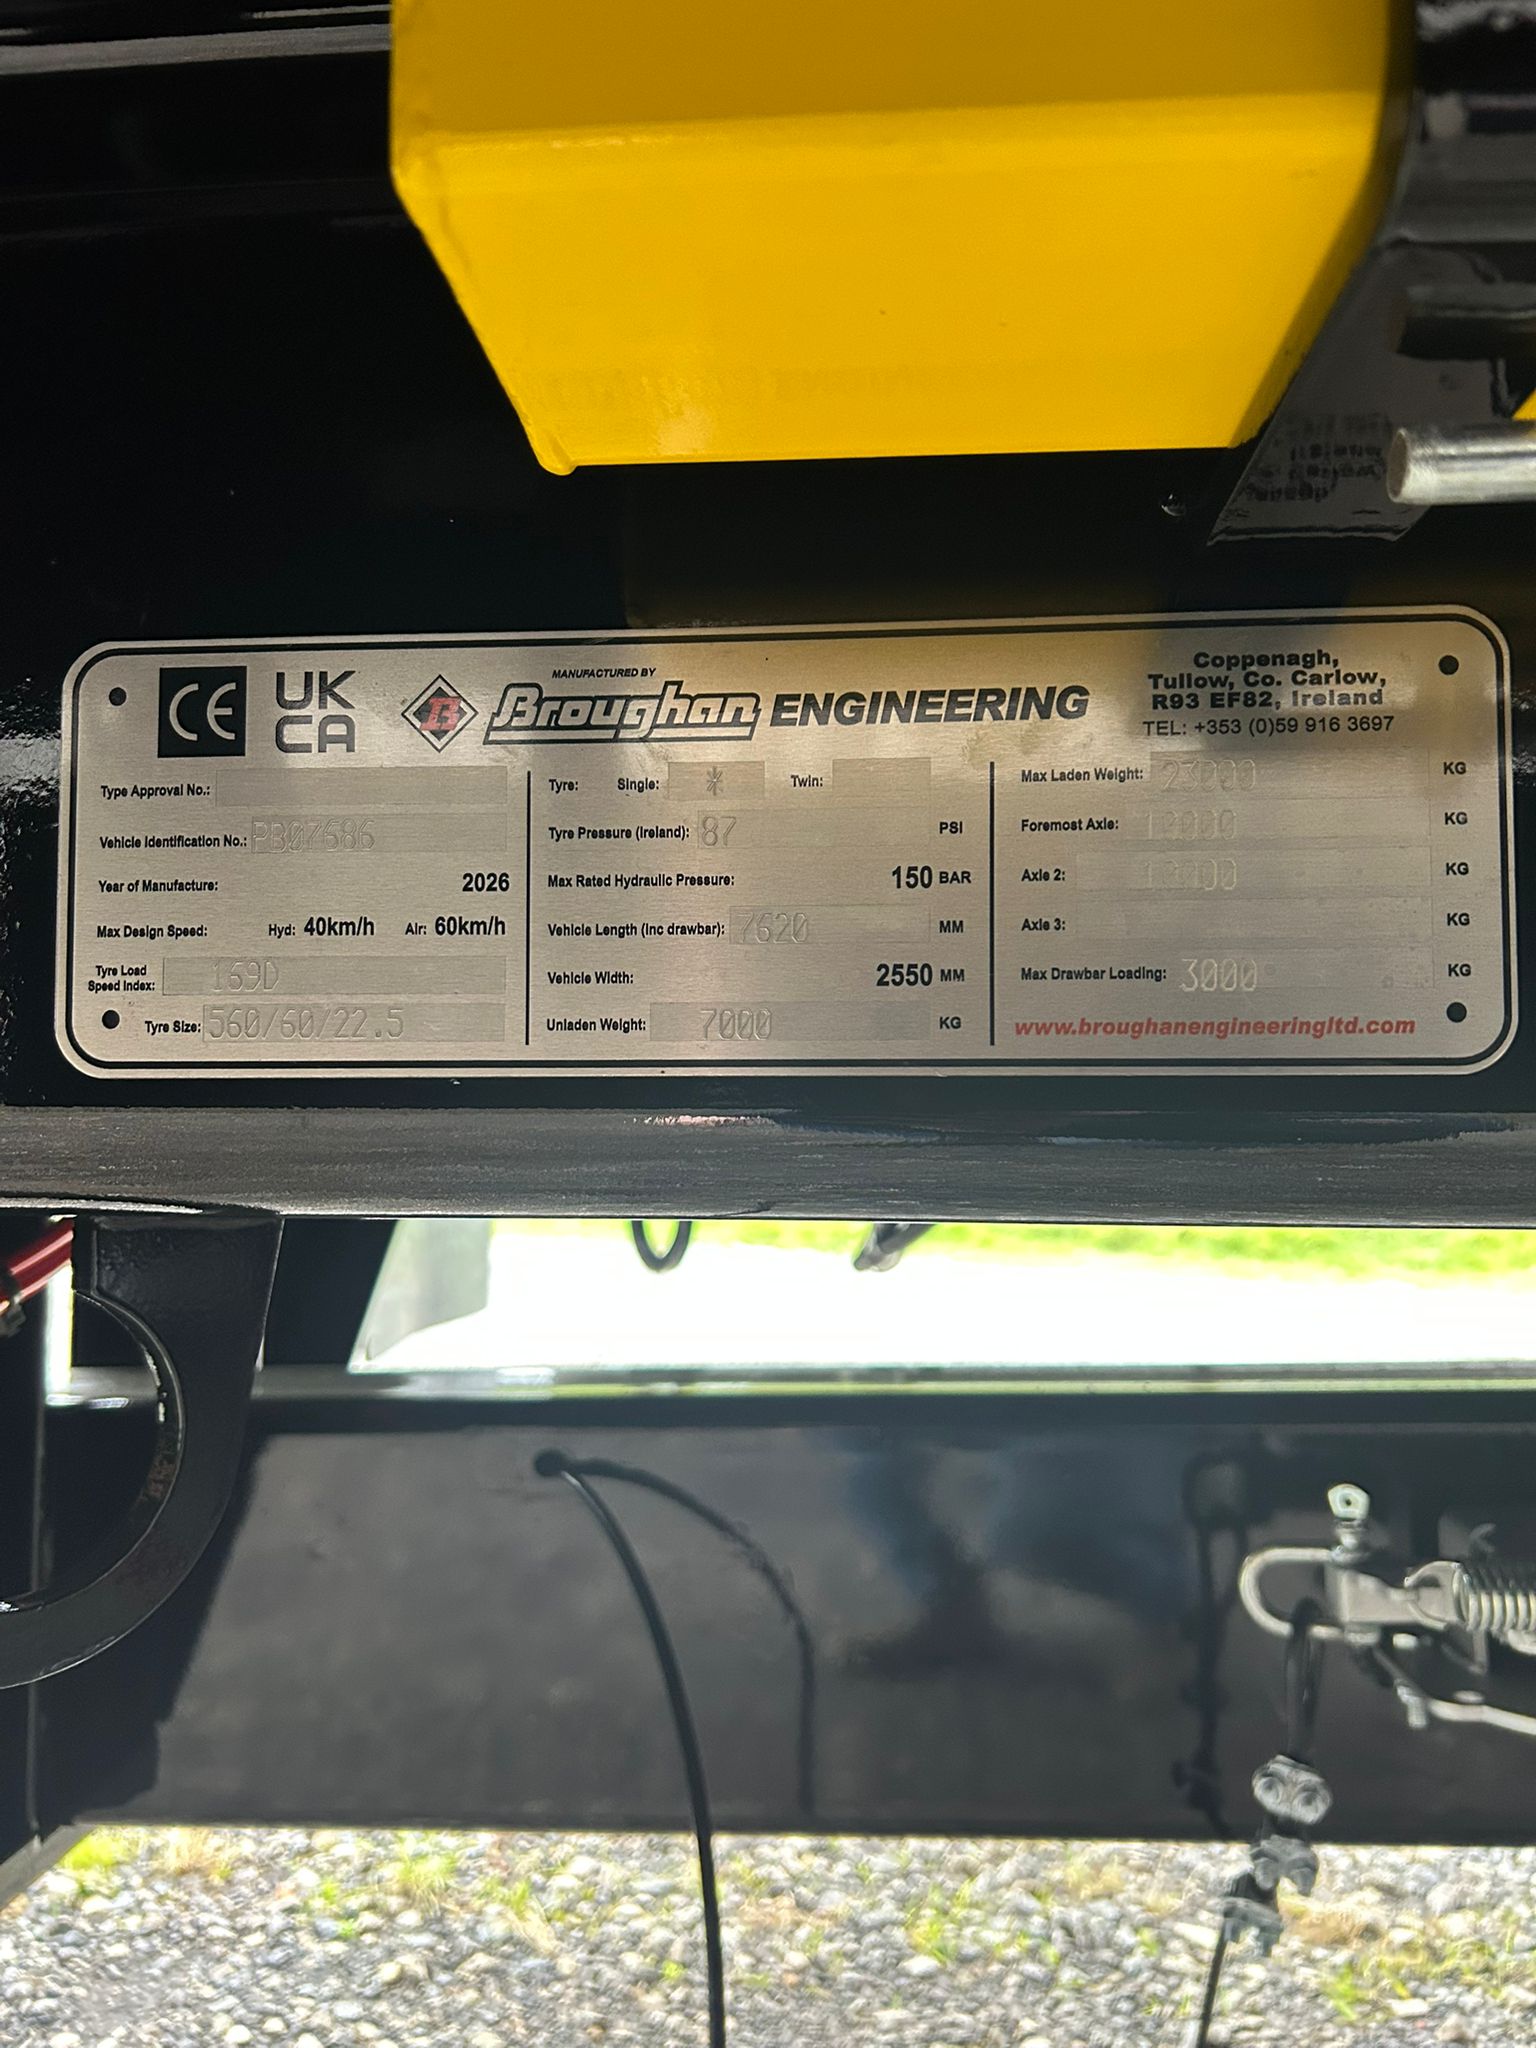 CE
UK
CA
MANUFACTURED BY
Broughan ENGINEERING
Coppenagh,
Tullow, Co. Carlow,
R93 EF82, Ireland
TEL: +353 (0)59 916 3697
Type Approval No.:
Vehicle Identification No.: PB07686
Year of Manufacture: 2026
Max Design Speed: Hyd: 40km/h Air: 60km/h
Tyre Load
Speed Index: 169D
Tyre Size: 560/60/22.5
Tyre: Single: * Twin:
Tyre Pressure (Ireland): 87 PSI
Max Rated Hydraulic Pressure: 150 BAR
Vehicle Length (inc drawbar): 7620 MM
Vehicle Width: 2550 MM
Unladen Weight: 7000 KG
Max Laden Weight: 23000 KG
Foremost Axle: 10000 KG
Axle 2: 10000 KG
Axle 3: KG
Max Drawbar Loading: 3000 KG
www.broughanengineeringltd.com